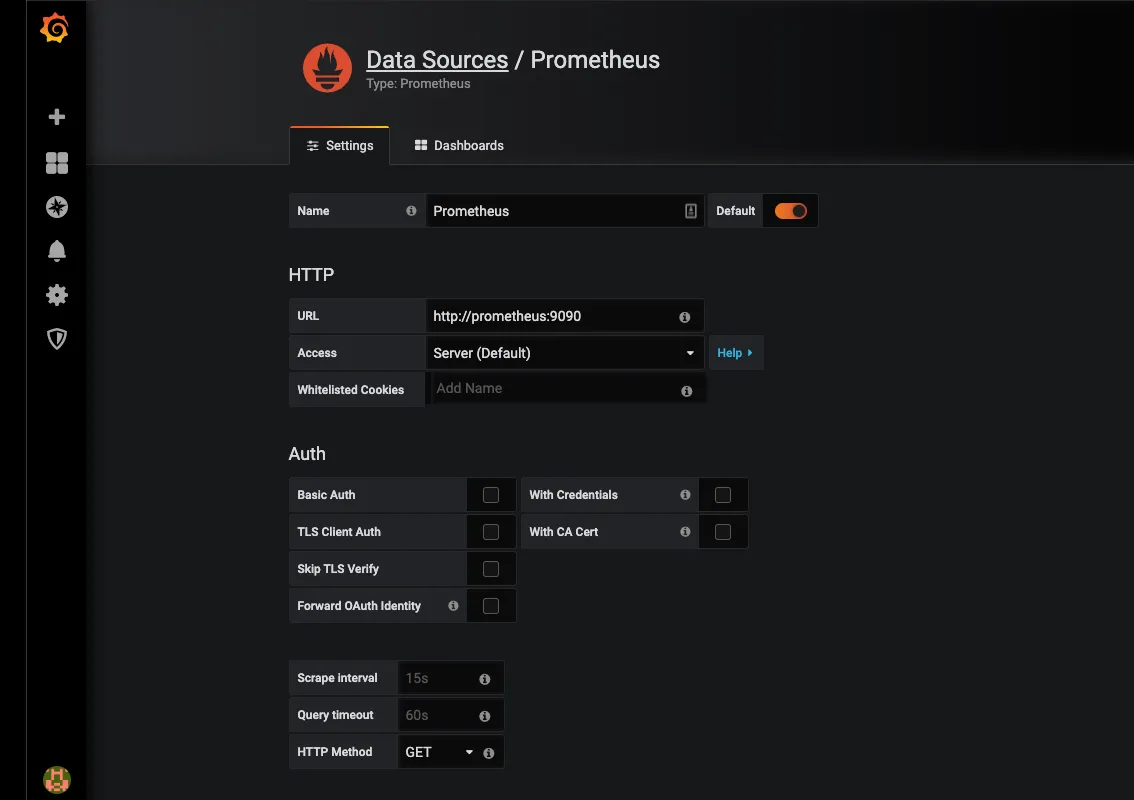 Data Sources / Prometheus
Type: Prometheus
Settings
Dashboards
Name
Prometheus
Default
HTTP
URL
http://prometheus:9090
Access
Server (Default)
Help
Whitelisted Cookies
Add Name
Auth
Basic Auth
With Credentials
TLS Client Auth
With CA Cert
Skip TLS Verify
Forward OAuth Identity
Scrape interval
15s
Query timeout
60s
HTTP Method
GET